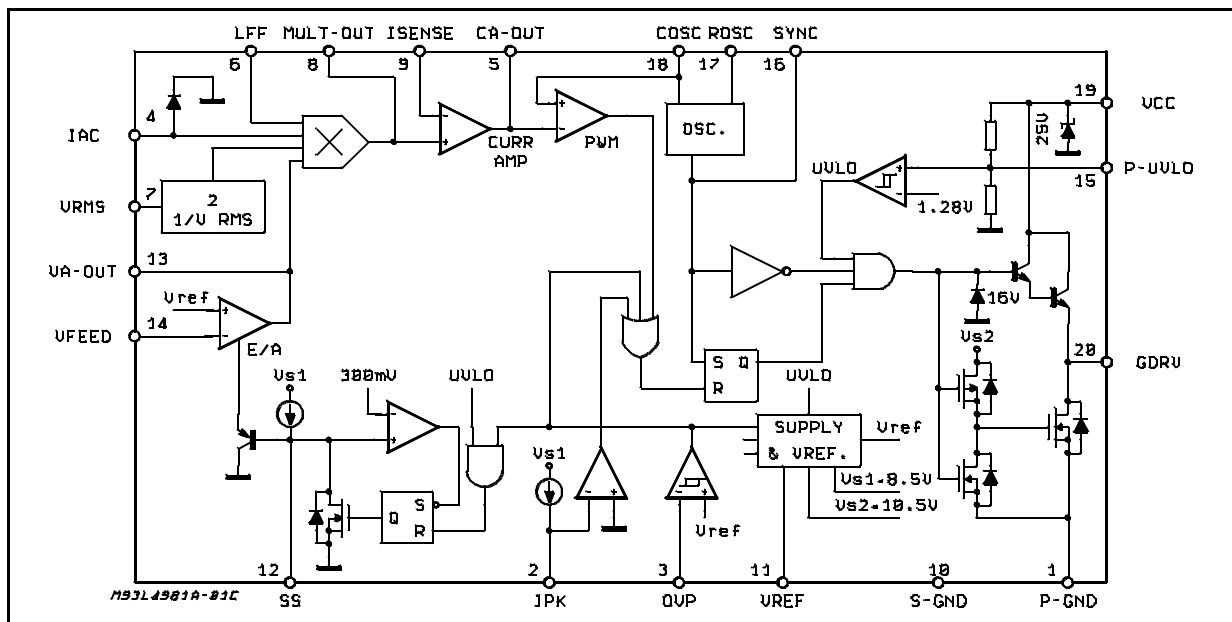 LFF MULT-OUT ISENSE CA-OUT COSC ROSC SYNC
6 8 9 5 18 17 16
4
IAC
19
VCC
OSC.
25V
CURR
AMP
PWM
UVLO
P-UVLO
15
7
VRMS
2
1/V RMS
1.28V
VA-OUT
13
Vref
16V
14
VFEED
E/A
Vs2
20
GDRV
S Q
R
Vs1
300mV
UVLO
UVLO
SUPPLY
& VREF.
Vref
Vs1
Vs1=8.5V
Vs2=10.5V
Q S
R
Vref
12 2 3 11 10 1
M93L4981A-01C
SS IPK OVP VREF S-GND P-GND